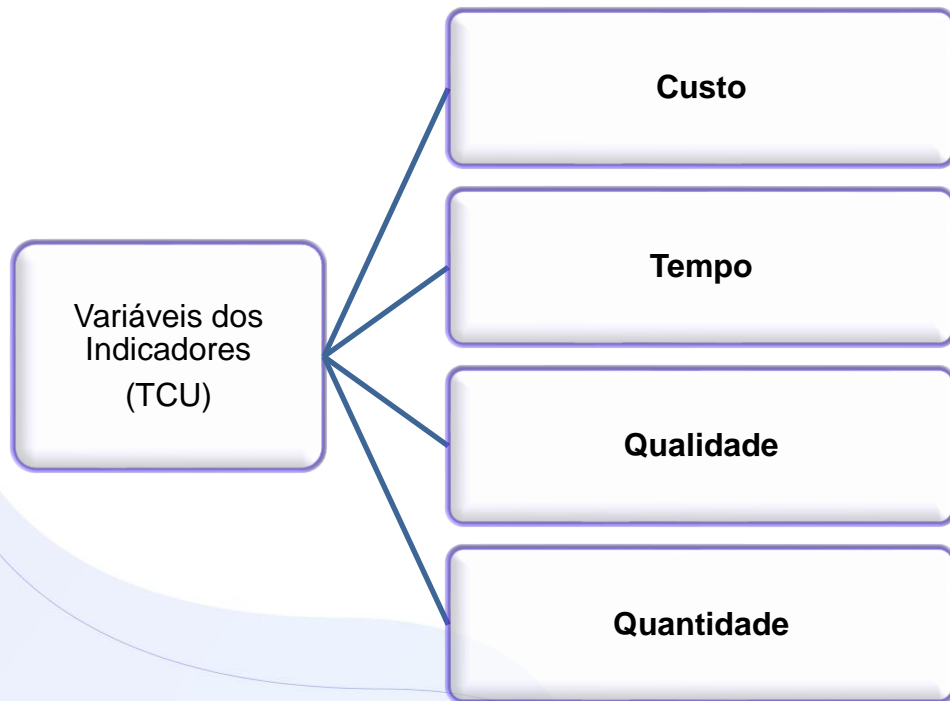 Variáveis dos
Indicadores
(TCU)
Custo
Tempo
Qualidade
Quantidade